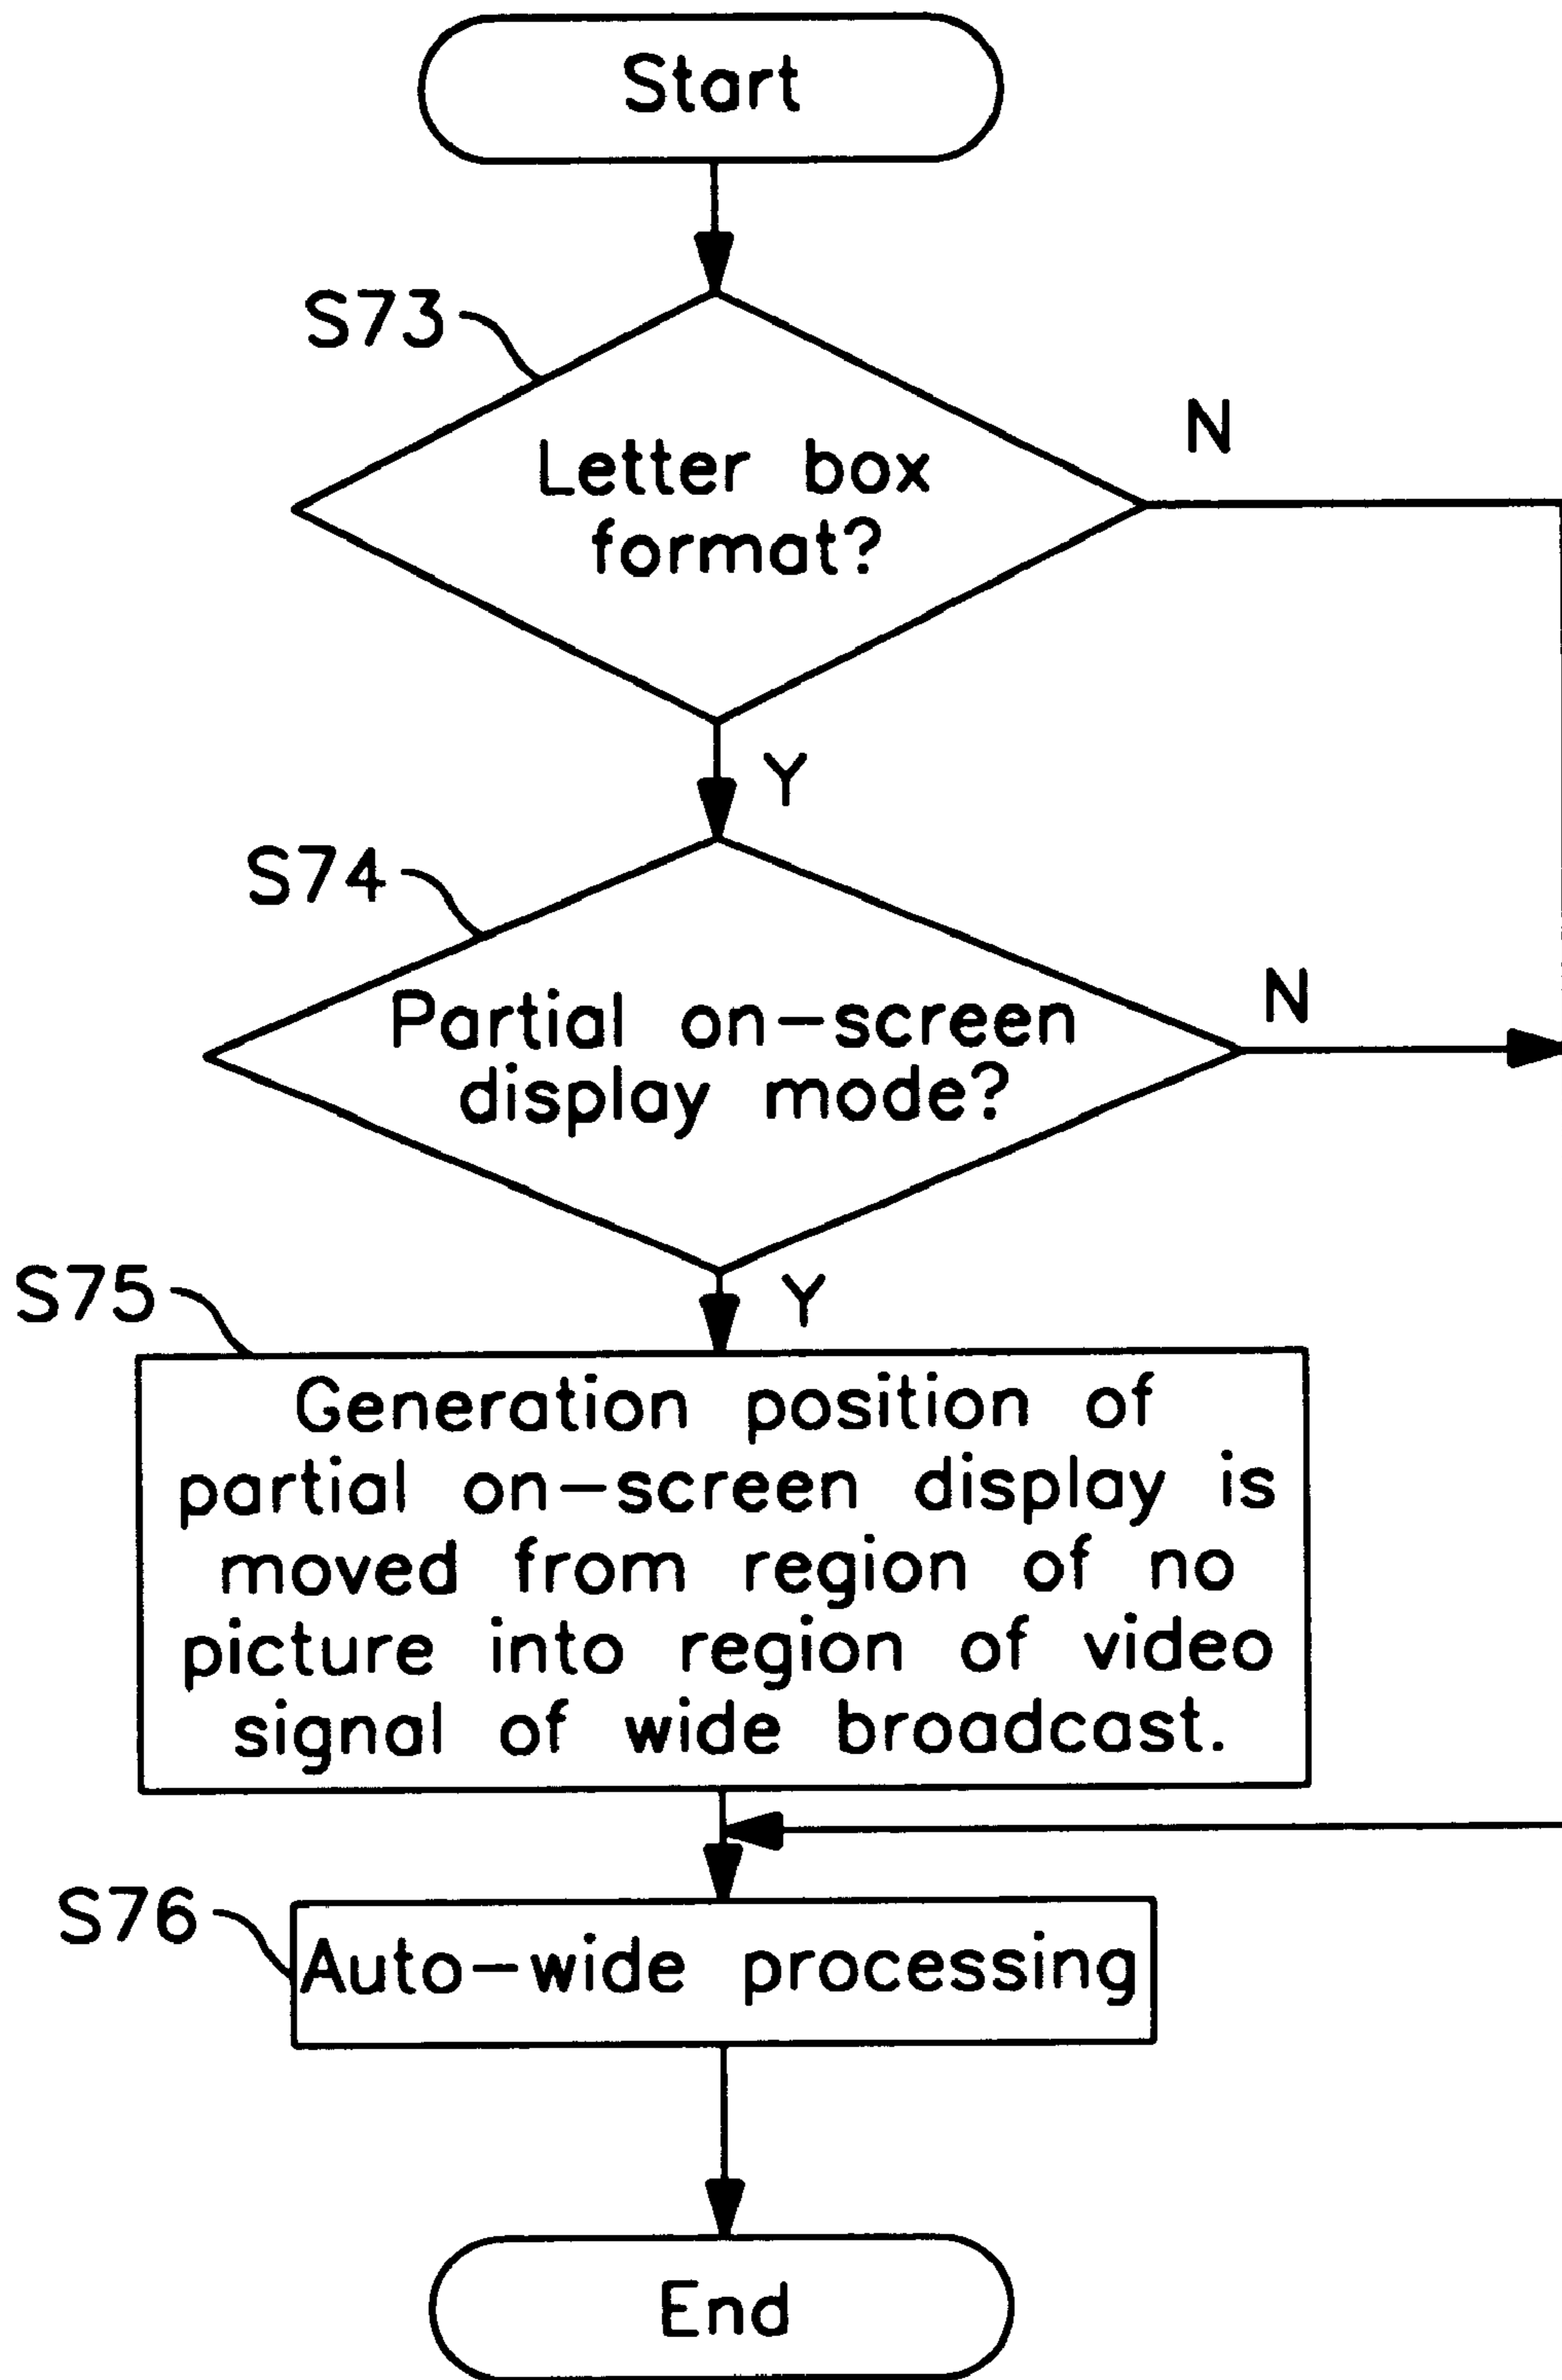 Start
S73
Letter box
format?
N
Y
S74
Partial on-screen
display mode?
N
Y
S75
Generation position of
partial on-screen display is
moved from region of no
picture into region of video
signal of wide broadcast.
S76
Auto-wide processing
End